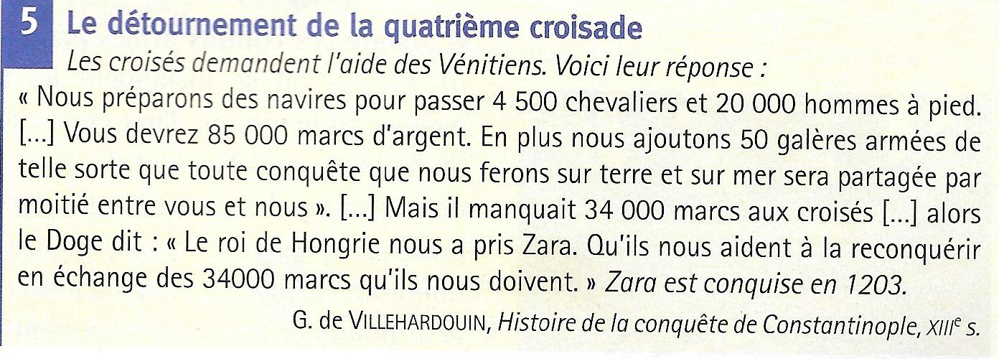 5 Le détournement de la quatrième croisade
Les croisés demandent l'aide des Vénitiens. Voici leur réponse :
« Nous préparons des navires pour passer 4 500 chevaliers et 20 000 hommes à pied.
[...] Vous devrez 85 000 marcs d'argent. En plus nous ajoutons 50 galères armées de
telle sorte que toute conquête que nous ferons sur terre et sur mer sera partagée par
moitié entre vous et nous ». [...] Mais il manquait 34 000 marcs aux croisés [...] alors
le Doge dit : « Le roi de Hongrie nous a pris Zara. Qu'ils nous aident à la reconquérir
en échange des 34000 marcs qu'ils nous doivent. » Zara est conquise en 1203.
G. de VILLEHARDOUIN, Histoire de la conquête de Constantinople, XIIIe s.